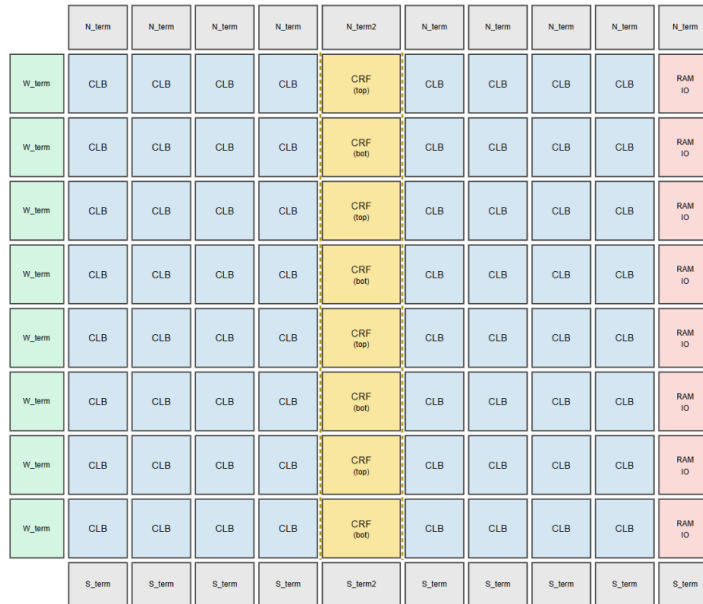 N_term N_term N_term N_term N_term2 N_term N_term N_term N_term N_term
W_term CLB CLB CLB CLB CRF (top) CLB CLB CLB CLB RAM IO
W_term CLB CLB CLB CLB CRF (bot) CLB CLB CLB CLB RAM IO
W_term CLB CLB CLB CLB CRF (top) CLB CLB CLB CLB RAM IO
W_term CLB CLB CLB CLB CRF (bot) CLB CLB CLB CLB RAM IO
W_term CLB CLB CLB CLB CRF (top) CLB CLB CLB CLB RAM IO
W_term CLB CLB CLB CLB CRF (bot) CLB CLB CLB CLB RAM IO
W_term CLB CLB CLB CLB CRF (top) CLB CLB CLB CLB RAM IO
W_term CLB CLB CLB CLB CRF (bot) CLB CLB CLB CLB RAM IO
S_term S_term S_term S_term S_term2 S_term S_term S_term S_term S_term